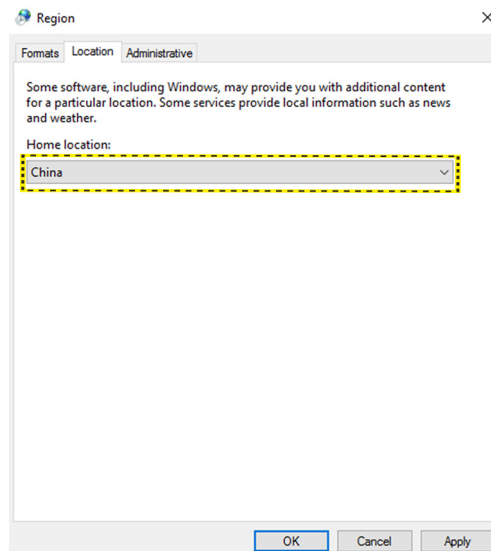 Region
Formats Location Administrative
Some software, including Windows, may provide you with additional content
for a particular location. Some services provide local information such as news
and weather.
Home location:
China
OK Cancel Apply